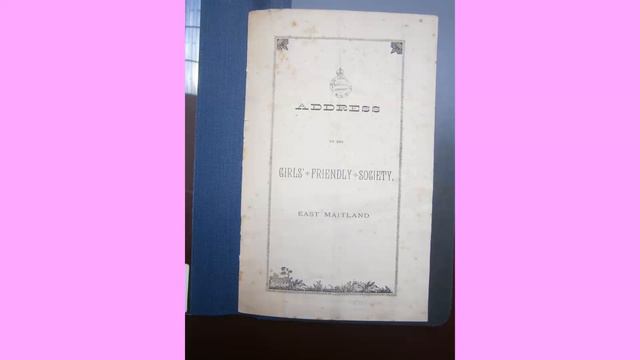 ADDRESS
TO THE
GIRLS' FRIENDLY SOCIETY,
EAST MAITLAND